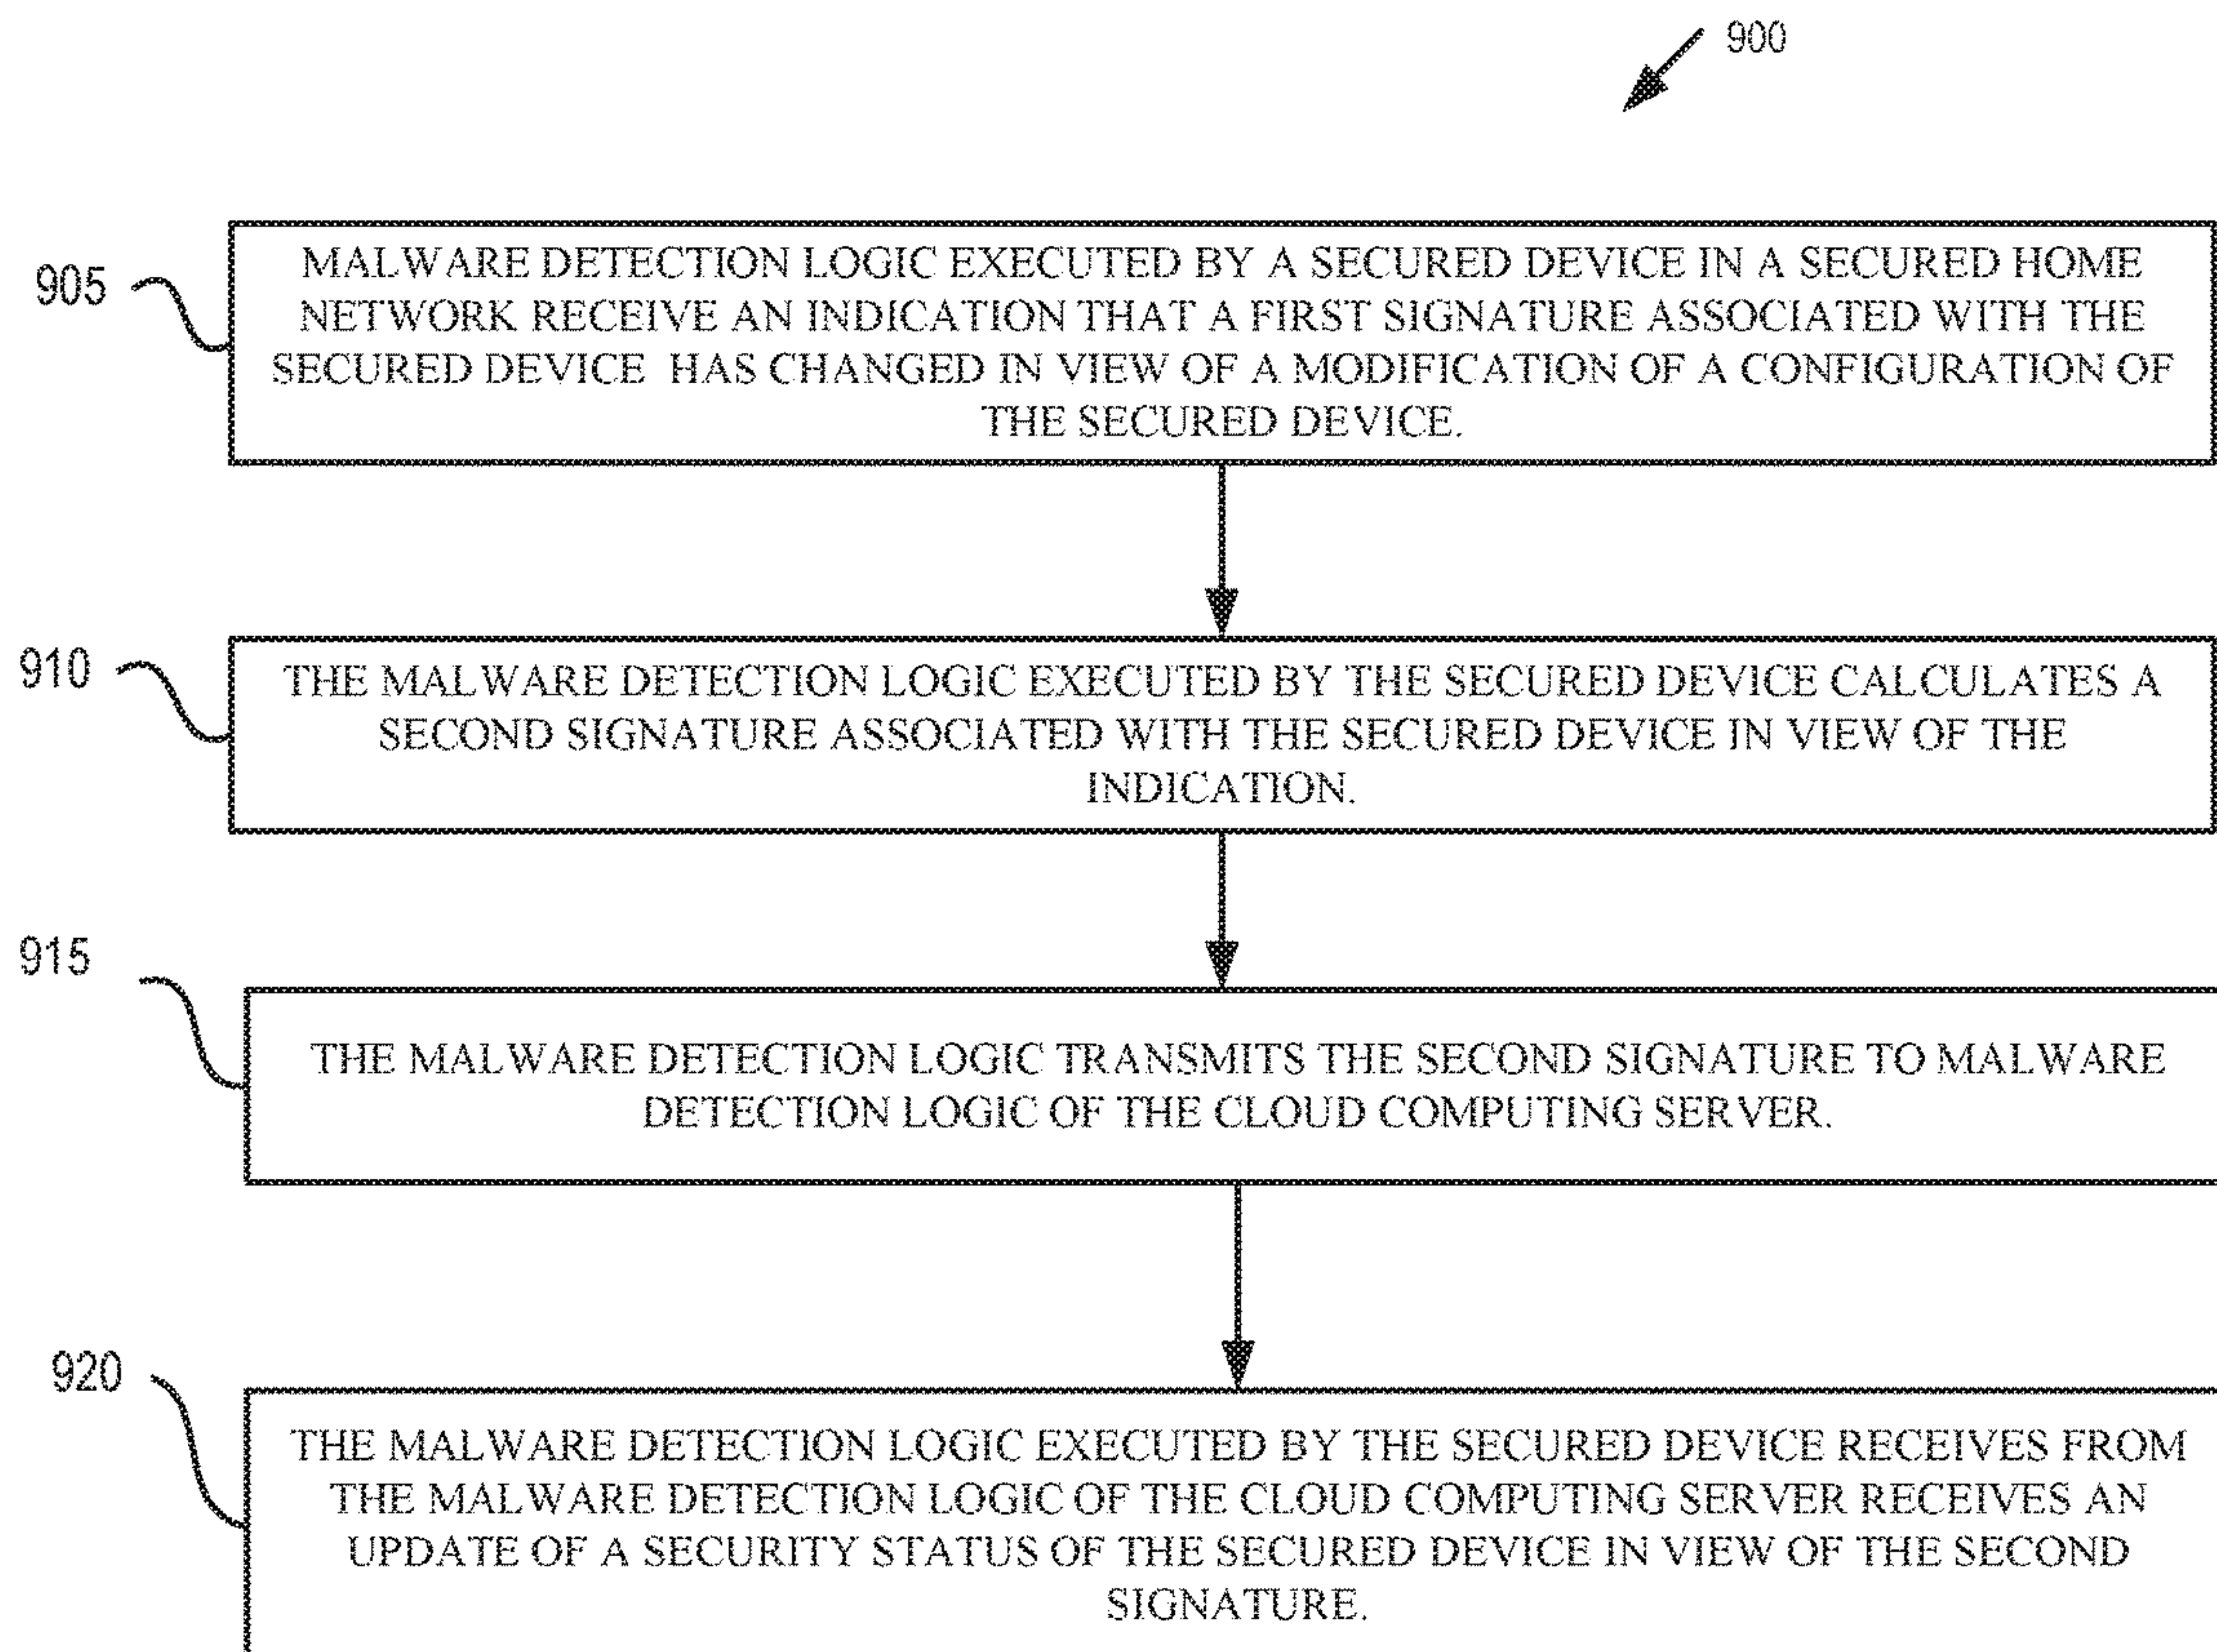 900
905
MALWARE DETECTION LOGIC EXECUTED BY A SECURED DEVICE IN A SECURED HOME
NETWORK RECEIVE AN INDICATION THAT A FIRST SIGNATURE ASSOCIATED WITH THE
SECURED DEVICE HAS CHANGED IN VIEW OF A MODIFICATION OF A CONFIGURATION OF
THE SECURED DEVICE.
910
THE MALWARE DETECTION LOGIC EXECUTED BY THE SECURED DEVICE CALCULATES A
SECOND SIGNATURE ASSOCIATED WITH THE SECURED DEVICE IN VIEW OF THE
INDICATION.
915
THE MALWARE DETECTION LOGIC TRANSMITS THE SECOND SIGNATURE TO MALWARE
DETECTION LOGIC OF THE CLOUD COMPUTING SERVER.
920
THE MALWARE DETECTION LOGIC EXECUTED BY THE SECURED DEVICE RECEIVES FROM
THE MALWARE DETECTION LOGIC OF THE CLOUD COMPUTING SERVER RECEIVES AN
UPDATE OF A SECURITY STATUS OF THE SECURED DEVICE IN VIEW OF THE SECOND
SIGNATURE.